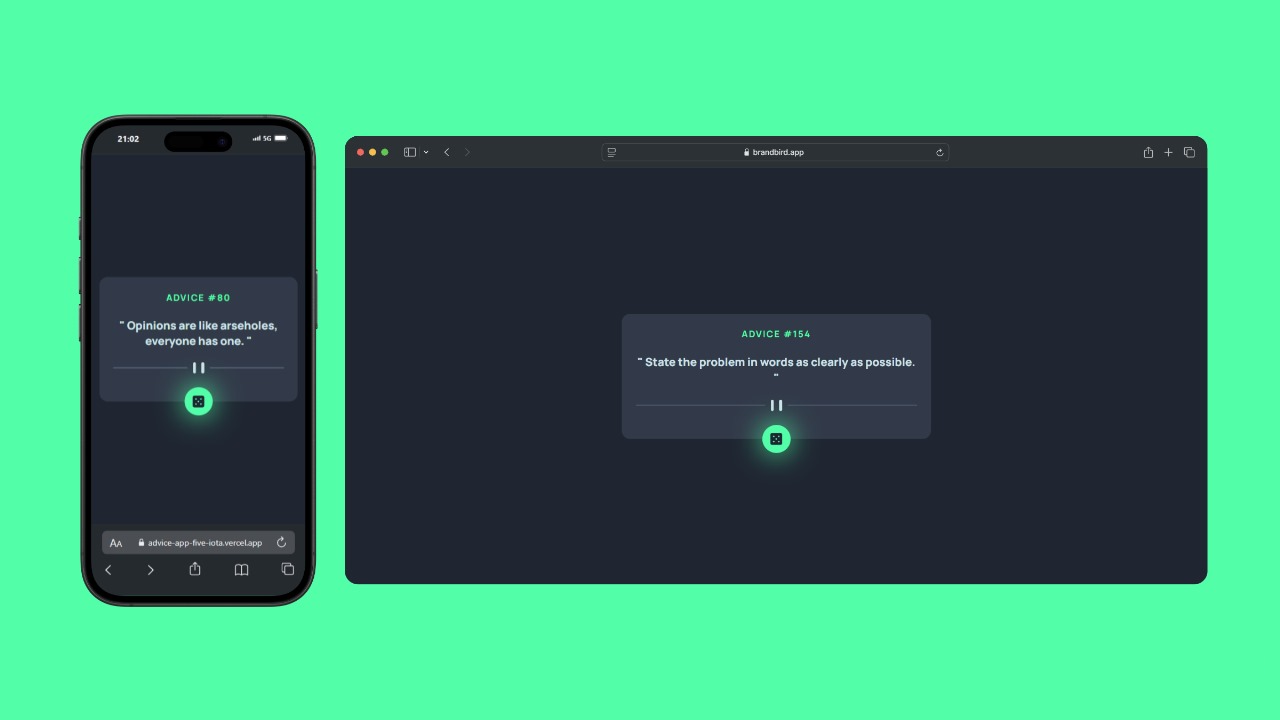 21:02
5G
ADVICE #80
" Opinions are like arseholes,
everyone has one. "
AA
advice-app-five-iota.vercel.app
brandbird.app
ADVICE #154
" State the problem in words as clearly as possible.
"